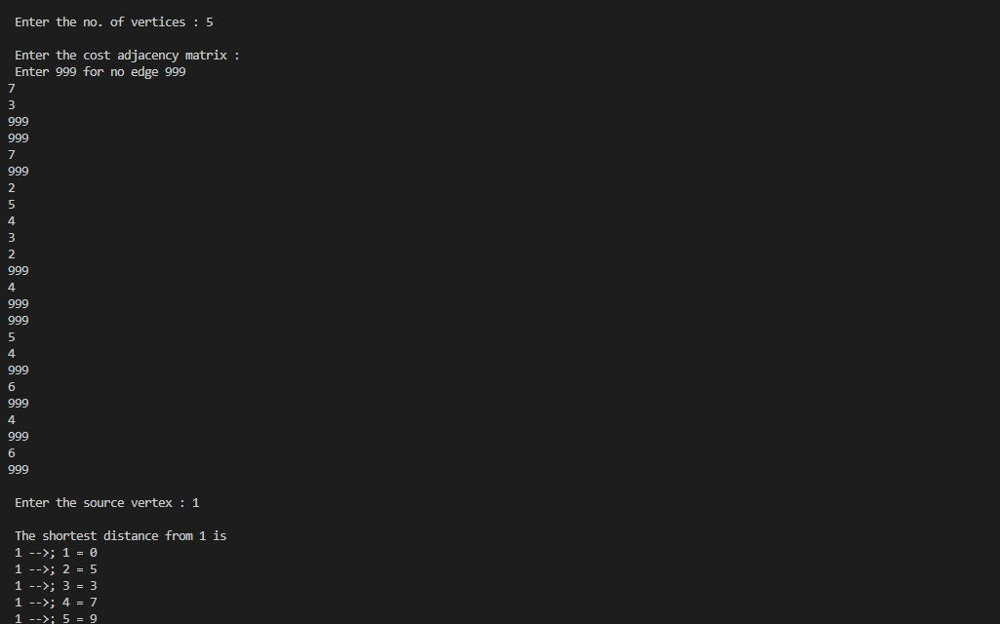 Enter the no. of vertices : 5
Enter the cost adjacency matrix :
Enter 999 for no edge 999
7
3
999
999
7
999
2
5
4
3
2
999
4
999
999
5
4
999
6
999
4
999
6
999
Enter the source vertex : 1
The shortest distance from 1 is
1 -->; 1 = 0
1 -->; 2 = 5
1 -->; 3 = 3
1 -->; 4 = 7
1 -->; 5 = 9